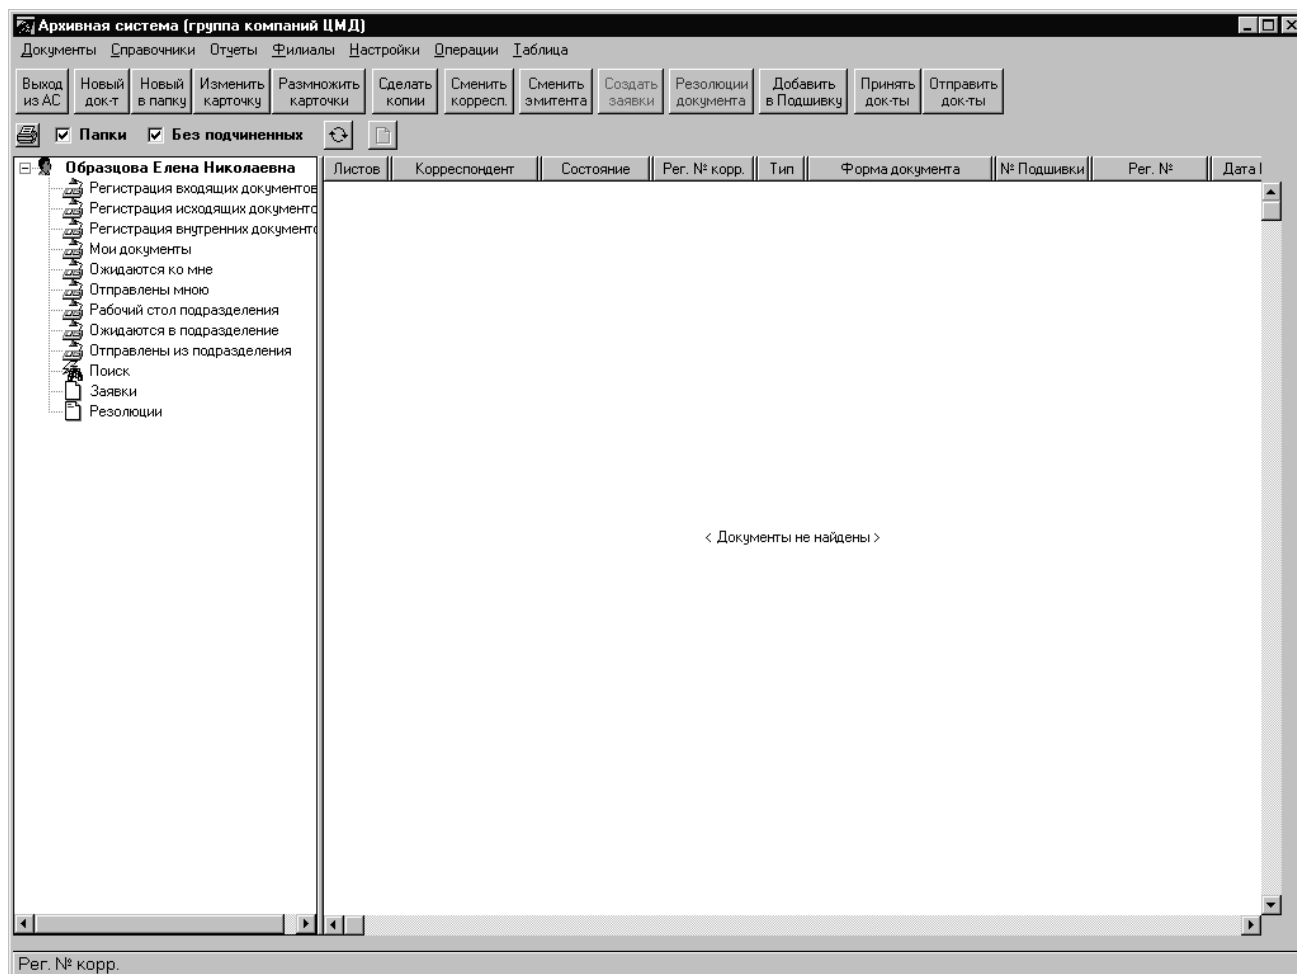 Архивная система (группа компаний ЦМД)
Документы Справочники Отчеты Филиалы Настройки Операции Таблица
Выход из АС
Новый док-т
Новый в папку
Изменить карточку
Размножить карточки
Сделать копии
Сменить корресп.
Сменить эмитента
Создать заявки
Резолюции документа
Добавить в Подшивку
Принять док-ты
Отправить док-ты
Папки Без подчиненных
Образцова Елена Николаевна
Регистрация входящих документов
Регистрация исходящих документо
Регистрация внутренних документо
Мои документы
Ожидаются ко мне
Отправлены мною
Рабочий стол подразделения
Ожидаются в подразделение
Отправлены из подразделения
Поиск
Заявки
Резолюции
Листов Корреспондент Состояние Рег. № корр. Тип Форма документа № Подшивки Рег. № Дата
< Документы не найдены >
Рег. № корр.